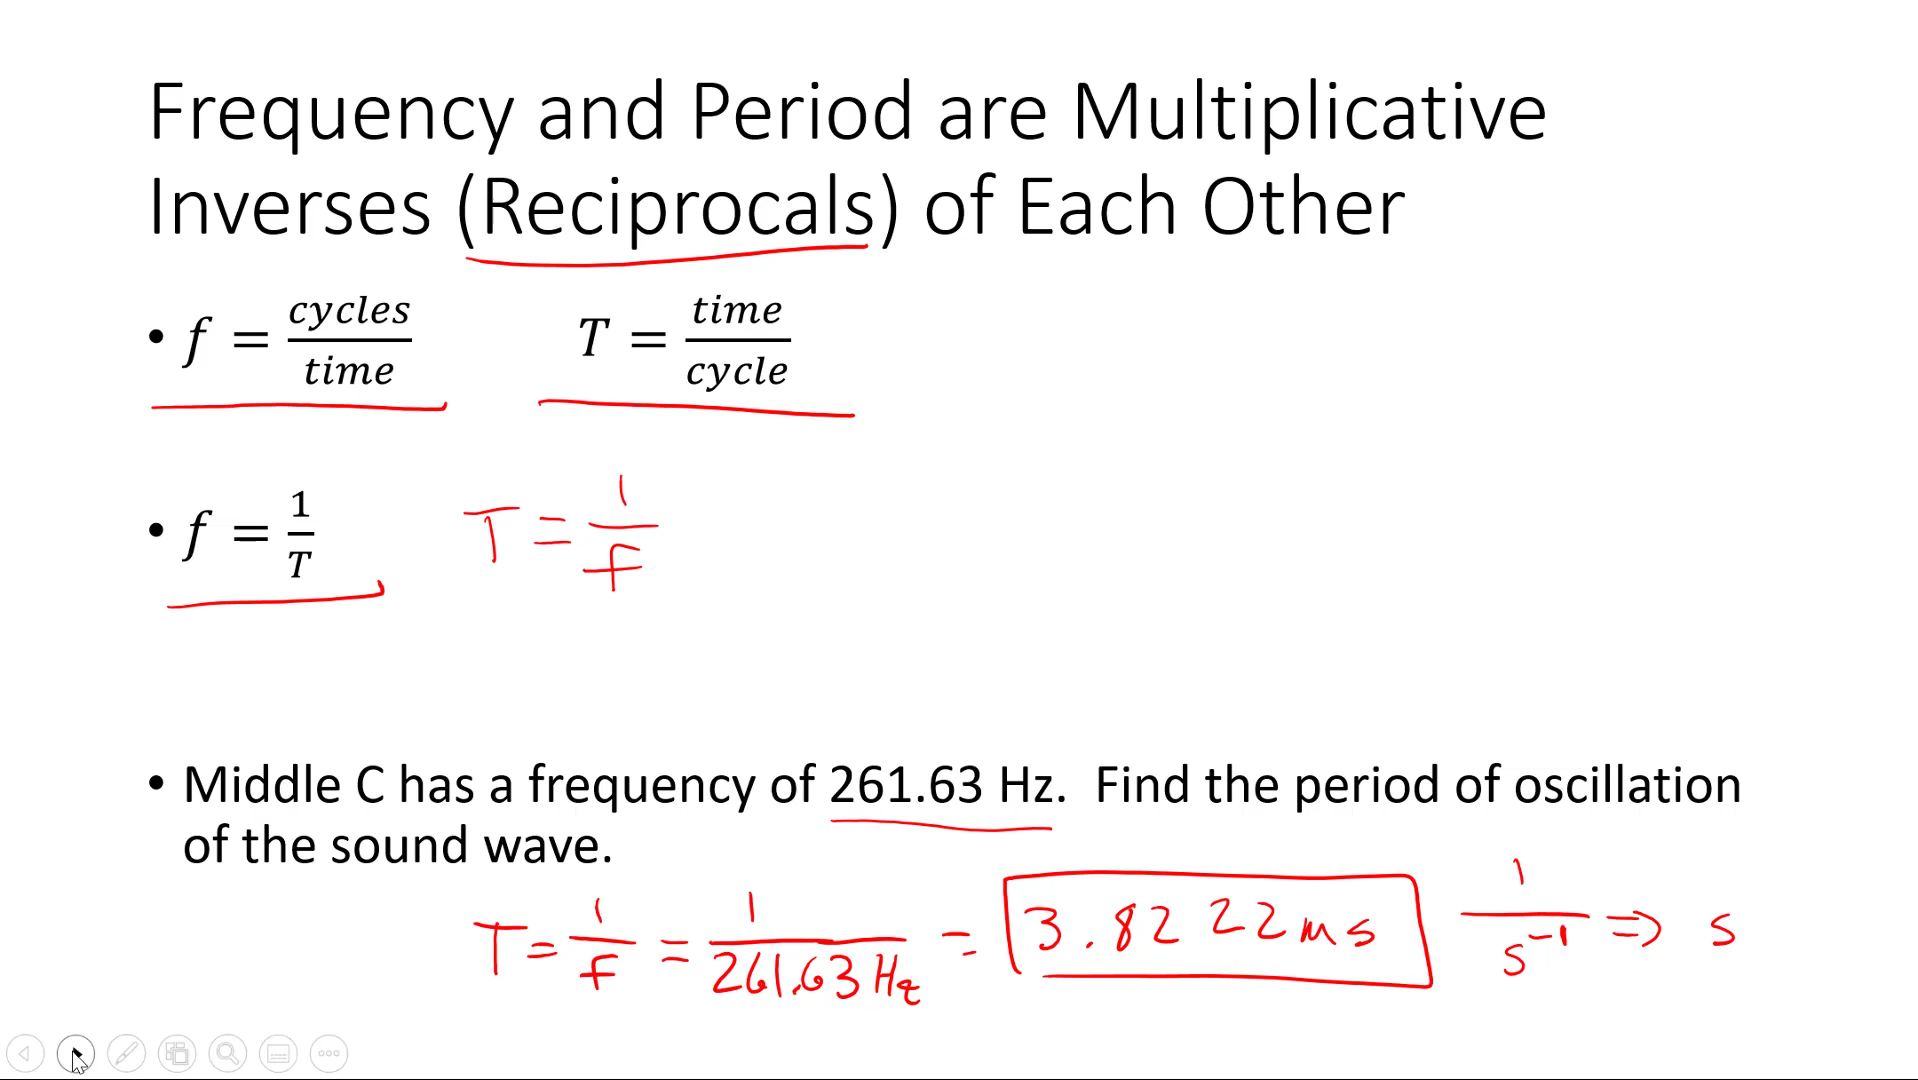 Frequency and Period are Multiplicative
Inverses (Reciprocals) of Each Other
• f = cycles/time    T = time/cycle
• f = 1/T    T = 1/f
• Middle C has a frequency of 261.63 Hz.  Find the period of oscillation
of the sound wave.
T = 1/f = 1/261.63 Hz = 3.8222 ms    1/s⁻¹ ⇒ s